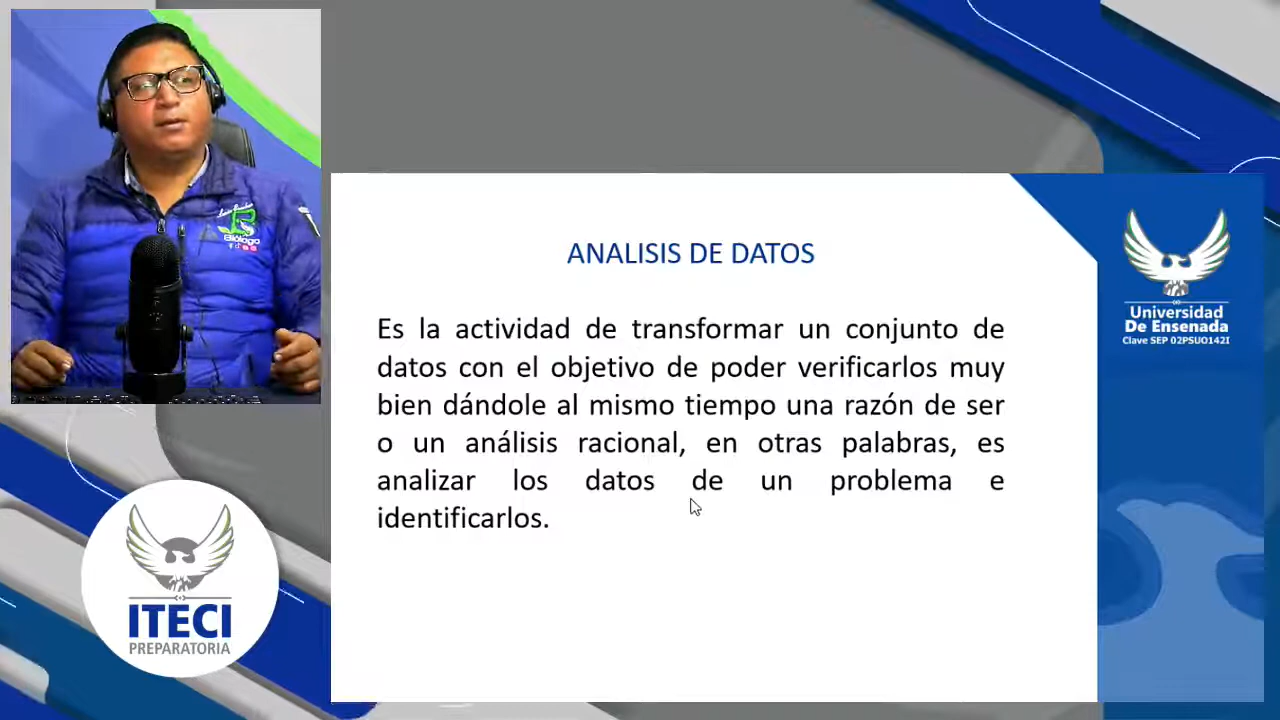 ANALISIS DE DATOS
Es la actividad de transformar un conjunto de
datos con el objetivo de poder verificarlos muy
bien dándole al mismo tiempo una razón de ser
o un análisis racional, en otras palabras, es
analizar los datos de un problema e
identificarlos.
Universidad
De Ensenada
Clave SEP 02PSU0142I
Biólogo
ITECI
PREPARATORIA